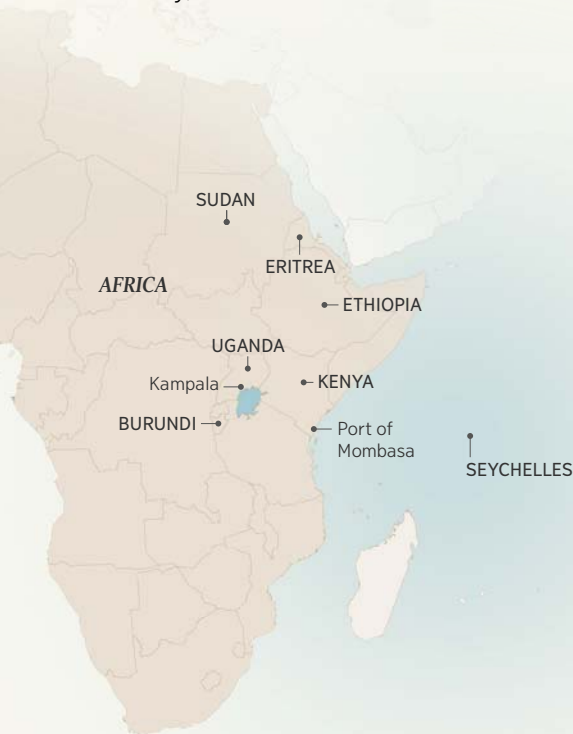 SUDAN
ERITREA
AFRICA
ETHIOPIA
UGANDA
Kampala
KENYA
BURUNDI
Port of
Mombasa
SEYCHELLES